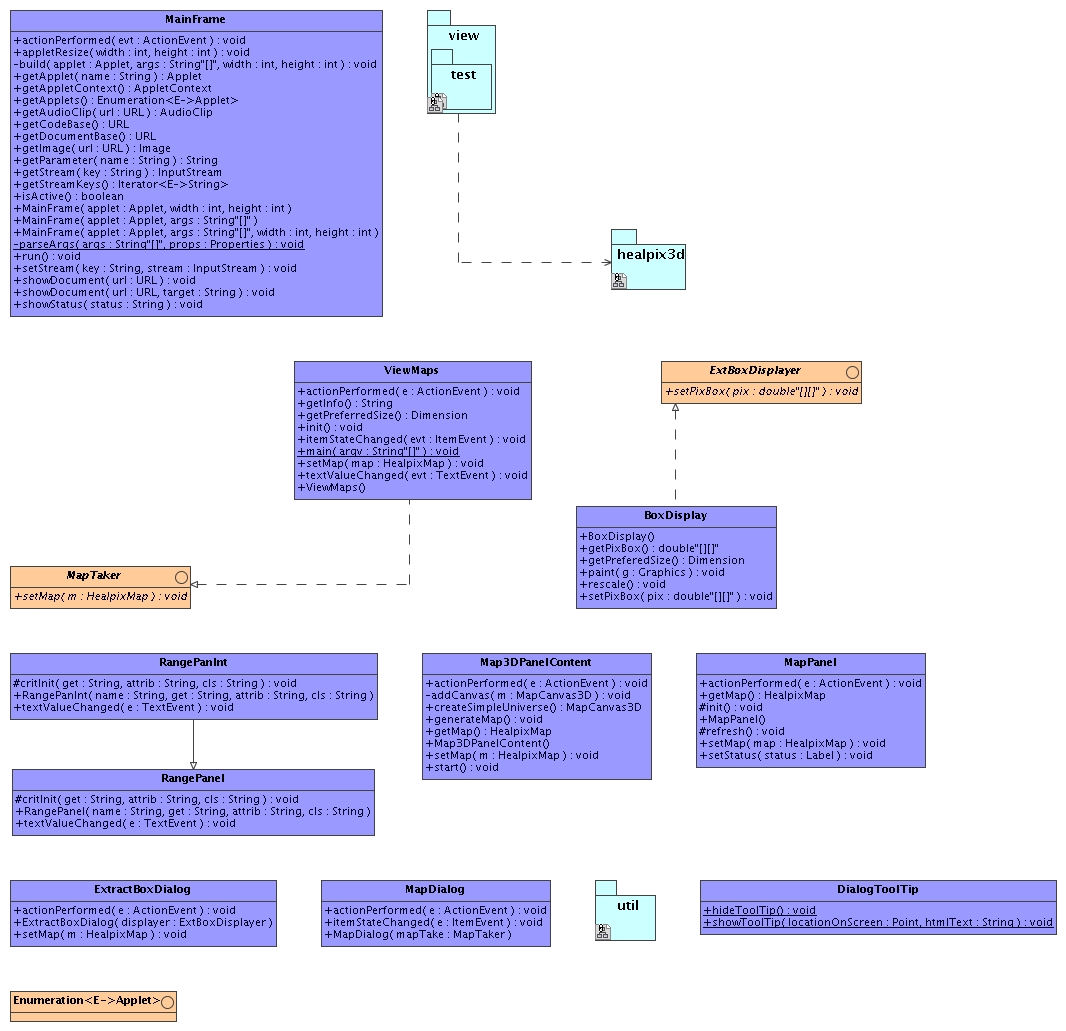 MainFrame
+actionPerformed( evt : ActionEvent ) : void
+appletResize( width : int, height : int ) : void
-build( applet : Applet, args : String"[]", width : int, height : int ) : void
+getApplet( name : String ) : Applet
+getAppletContext() : AppletContext
+getApplets() : Enumeration<E->Applet>
+getAudioClip( url : URL ) : AudioClip
+getCodeBase() : URL
+getDocumentBase() : URL
+getImage( url : URL ) : Image
+getParameter( name : String ) : String
+getStream( key : String ) : InputStream
+getStreamKeys() : Iterator<E->String>
+isActive() : boolean
+MainFrame( applet : Applet, width : int, height : int )
+MainFrame( applet : Applet, args : String"[]" )
+MainFrame( applet : Applet, args : String"[]", width : int, height : int )
-parseArgs( args : String"[]", props : Properties ) : void
+run() : void
+setStream( key : String, stream : InputStream ) : void
+showDocument( url : URL ) : void
+showDocument( url : URL, target : String ) : void
+showStatus( status : String ) : void
view
test
healpix3d
ViewMaps
+actionPerformed( e : ActionEvent ) : void
+getInfo() : String
+getPreferredSize() : Dimension
+init() : void
+itemStateChanged( evt : ItemEvent ) : void
+main( argv : String"[]" ) : void
+setMap( map : HealpixMap ) : void
+textValueChanged( evt : TextEvent ) : void
+ViewMaps()
ExtBoxDisplayer
+setPixBox( pix : double"[][]" ) : void
BoxDisplay
+BoxDisplay()
+getPixBox() : double"[][]"
+getPreferedSize() : Dimension
+paint( g : Graphics ) : void
+rescale() : void
+setPixBox( pix : double"[][]" ) : void
MapTaker
+setMap( m : HealpixMap ) : void
RangePanInt
#critInit( get : String, attrib : String, cls : String ) : void
+RangePanInt( name : String, get : String, attrib : String, cls : String )
+textValueChanged( e : TextEvent ) : void
Map3DPanelContent
+actionPerformed( e : ActionEvent ) : void
-addCanvas( m : MapCanvas3D ) : void
+createSimpleUniverse() : MapCanvas3D
+generateMap() : void
+getMap() : HealpixMap
+Map3DPanelContent()
+setMap( m : HealpixMap ) : void
+start() : void
MapPanel
+actionPerformed( e : ActionEvent ) : void
+getMap() : HealpixMap
#init() : void
+MapPanel()
#refresh() : void
+setMap( map : HealpixMap ) : void
+setStatus( status : Label ) : void
RangePanel
#critInit( get : String, attrib : String, cls : String ) : void
+RangePanel( name : String, get : String, attrib : String, cls : String )
+textValueChanged( e : TextEvent ) : void
ExtractBoxDialog
+actionPerformed( e : ActionEvent ) : void
+ExtractBoxDialog( displayer : ExtBoxDisplayer )
+setMap( m : HealpixMap ) : void
MapDialog
+actionPerformed( e : ActionEvent ) : void
+itemStateChanged( e : ItemEvent ) : void
+MapDialog( mapTake : MapTaker )
util
DialogToolTip
+hideToolTip() : void
+showToolTip( locationOnScreen : Point, htmlText : String ) : void
Enumeration<E->Applet>